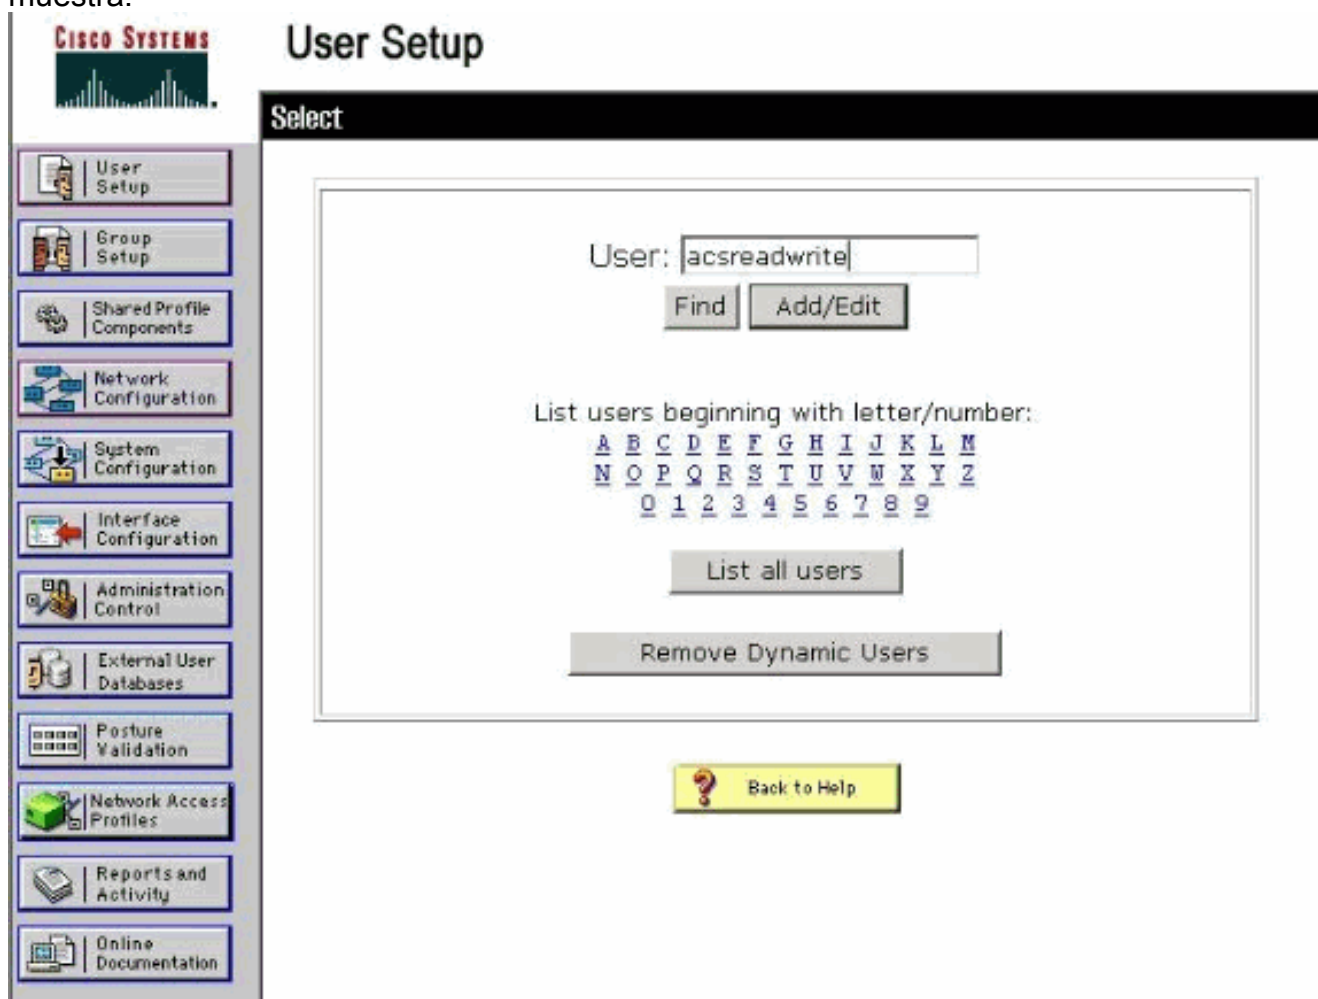 muestra.
CISCO SYSTEMS
User Setup
Select
User
Setup
Group
Setup
Shared Profile
Components
Network
Configuration
System
Configuration
Interface
Configuration
Administration
Control
External User
Databases
Posture
Validation
Network Access
Profiles
Reports and
Activity
Online
Documentation
User: acsreadwrite
Find Add/Edit
List users beginning with letter/number:
A B C D E F G H I J K L M
N O P Q R S T U V W X Y Z
0 1 2 3 4 5 6 7 8 9
List all users
Remove Dynamic Users
? Back to Help